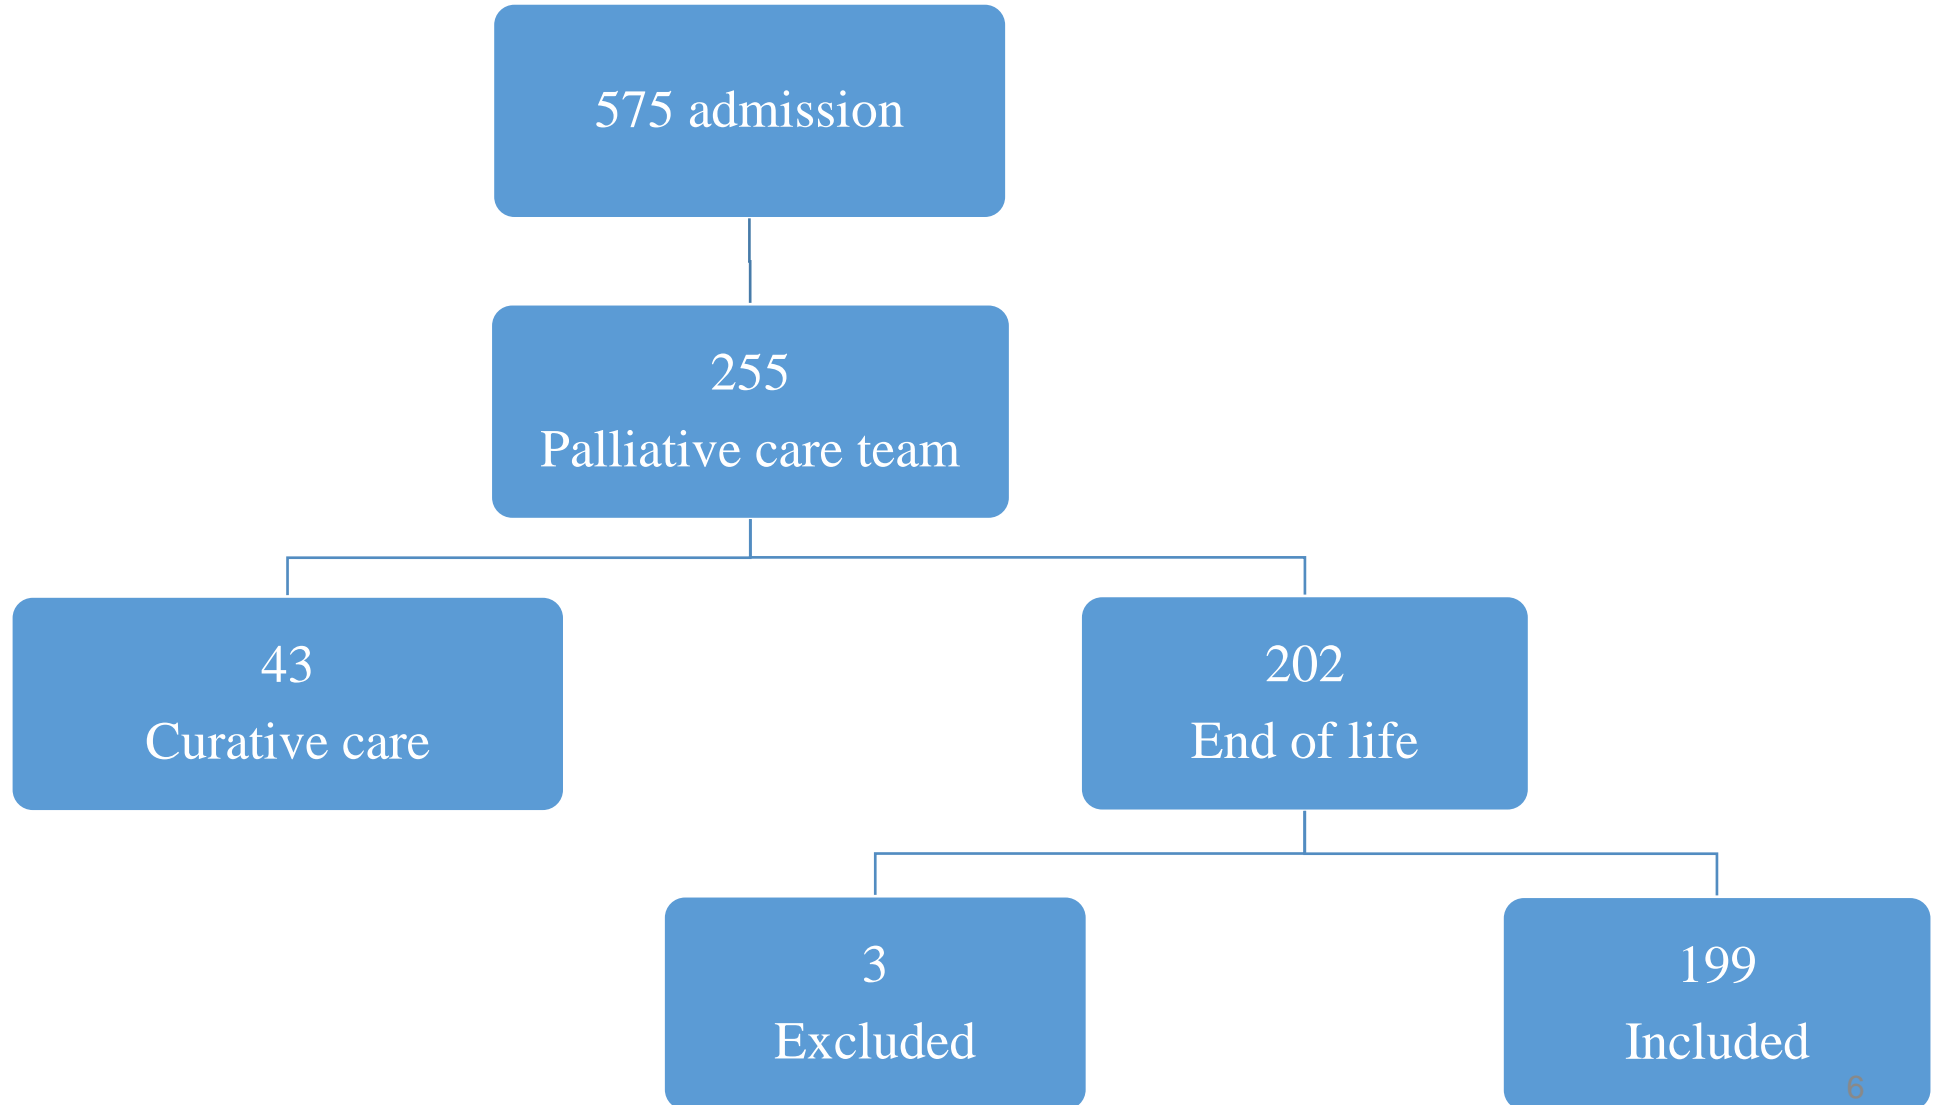 575 admission
255
Palliative care team
43
Curative care
202
End of life
3
Excluded
199
Included
6